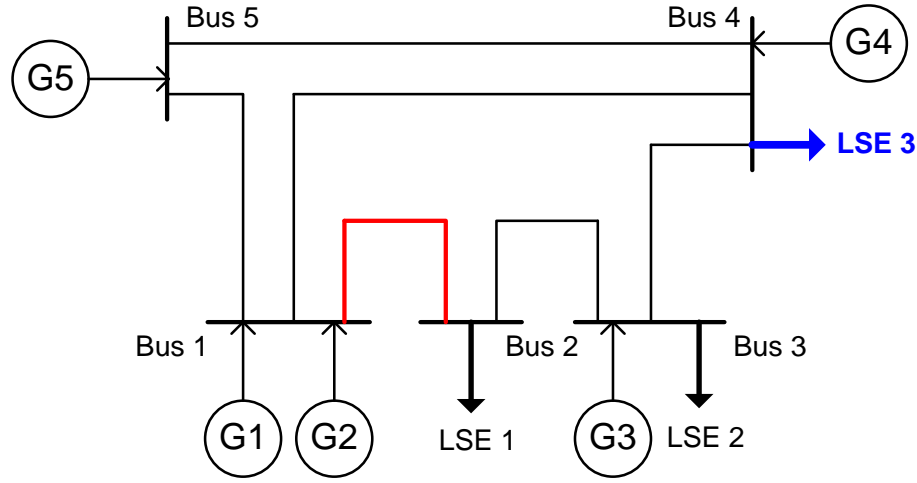 Bus 5
Bus 4
G5
G4
LSE 3
Bus 1
Bus 2
Bus 3
G1
G2
LSE 1
G3
LSE 2